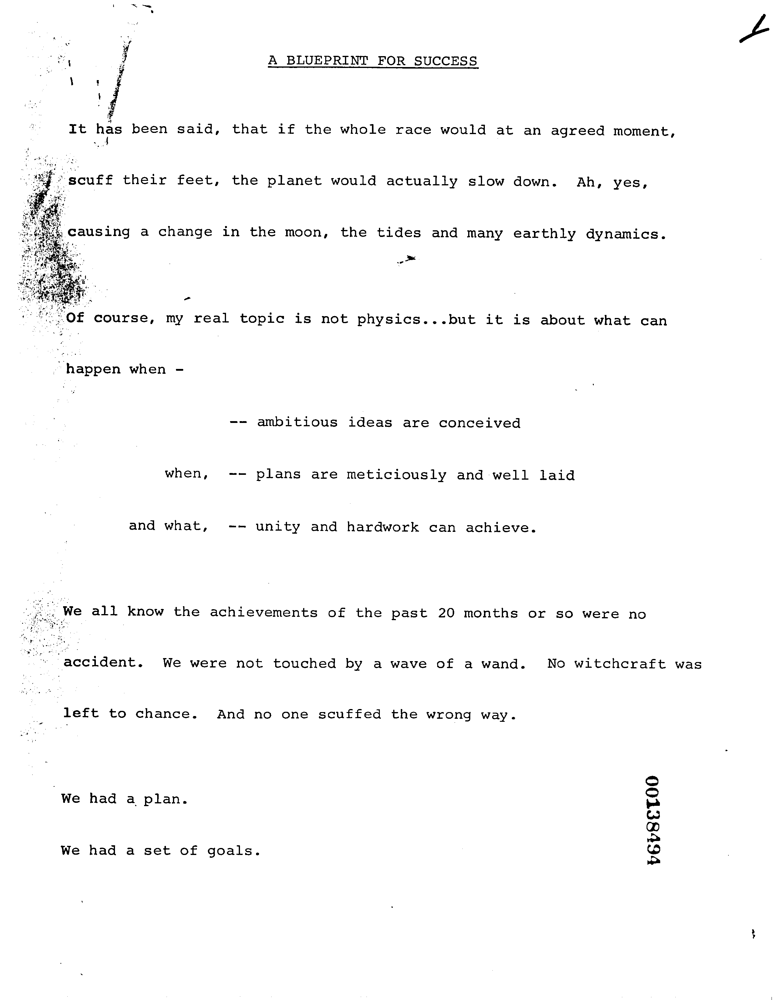 A BLUEPRINT FOR SUCCESS
It has been said, that if the whole race would at an agreed moment,
scuff their feet, the planet would actually slow down. Ah, yes,
causing a change in the moon, the tides and many earthly dynamics.
Of course, my real topic is not physics...but it is about what can
happen when -
-- ambitious ideas are conceived
when, -- plans are meticiously and well laid
and what, -- unity and hardwork can achieve.
We all know the achievements of the past 20 months or so were no
accident. We were not touched by a wave of a wand. No witchcraft was
left to chance. And no one scuffed the wrong way.
We had a plan.
We had a set of goals.
00138494